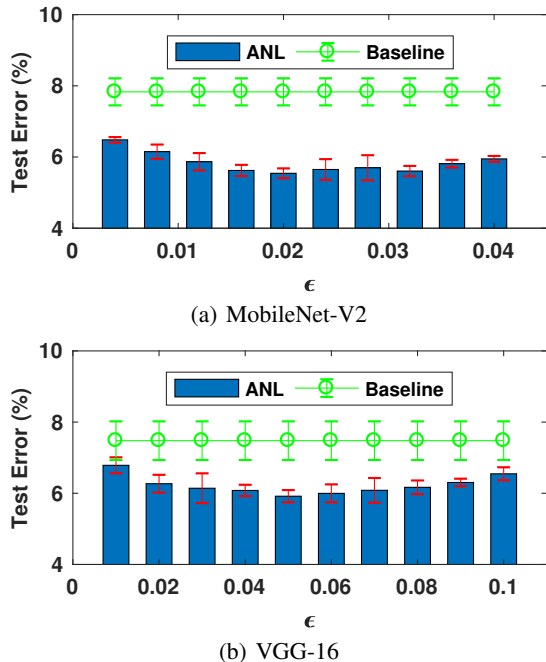 10
ANL Baseline
8
6
4
Test Error (%)
0 0.01 0.02 0.03 0.04
ϵ
(a) MobileNet-V2
10
ANL Baseline
8
6
4
Test Error (%)
0 0.02 0.04 0.06 0.08 0.1
ϵ
(b) VGG-16